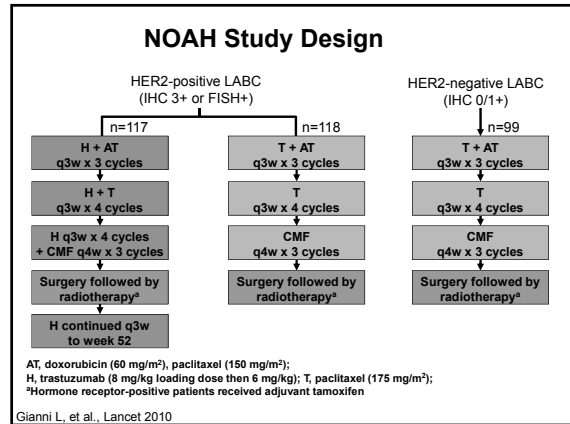 NOAH Study Design
HER2-positive LABC
(IHC 3+ or FISH+)
HER2-negative LABC
(IHC 0/1+)
n=117
n=118
n=99
H + AT
q3w x 3 cycles
T + AT
q3w x 3 cycles
T + AT
q3w x 3 cycles
H + T
q3w x 4 cycles
T
q3w x 4 cycles
T
q3w x 4 cycles
H q3w x 4 cycles
+ CMF q4w x 3 cycles
CMF
q4w x 3 cycles
CMF
q4w x 3 cycles
Surgery followed by
radiotherapyᵃ
Surgery followed by
radiotherapyᵃ
Surgery followed by
radiotherapyᵃ
H continued q3w
to week 52
AT, doxorubicin (60 mg/m²), paclitaxel (150 mg/m²);
H, trastuzumab (8 mg/kg loading dose then 6 mg/kg); T, paclitaxel (175 mg/m²);
ᵃHormone receptor-positive patients received adjuvant tamoxifen
Gianni L, et al., Lancet 2010